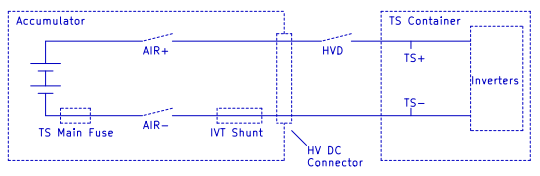 Accumulator
TS Container
AIR+
HVD
TS+
Inverters
TS-
TS Main Fuse
AIR-
IVT Shunt
HV DC
Connector